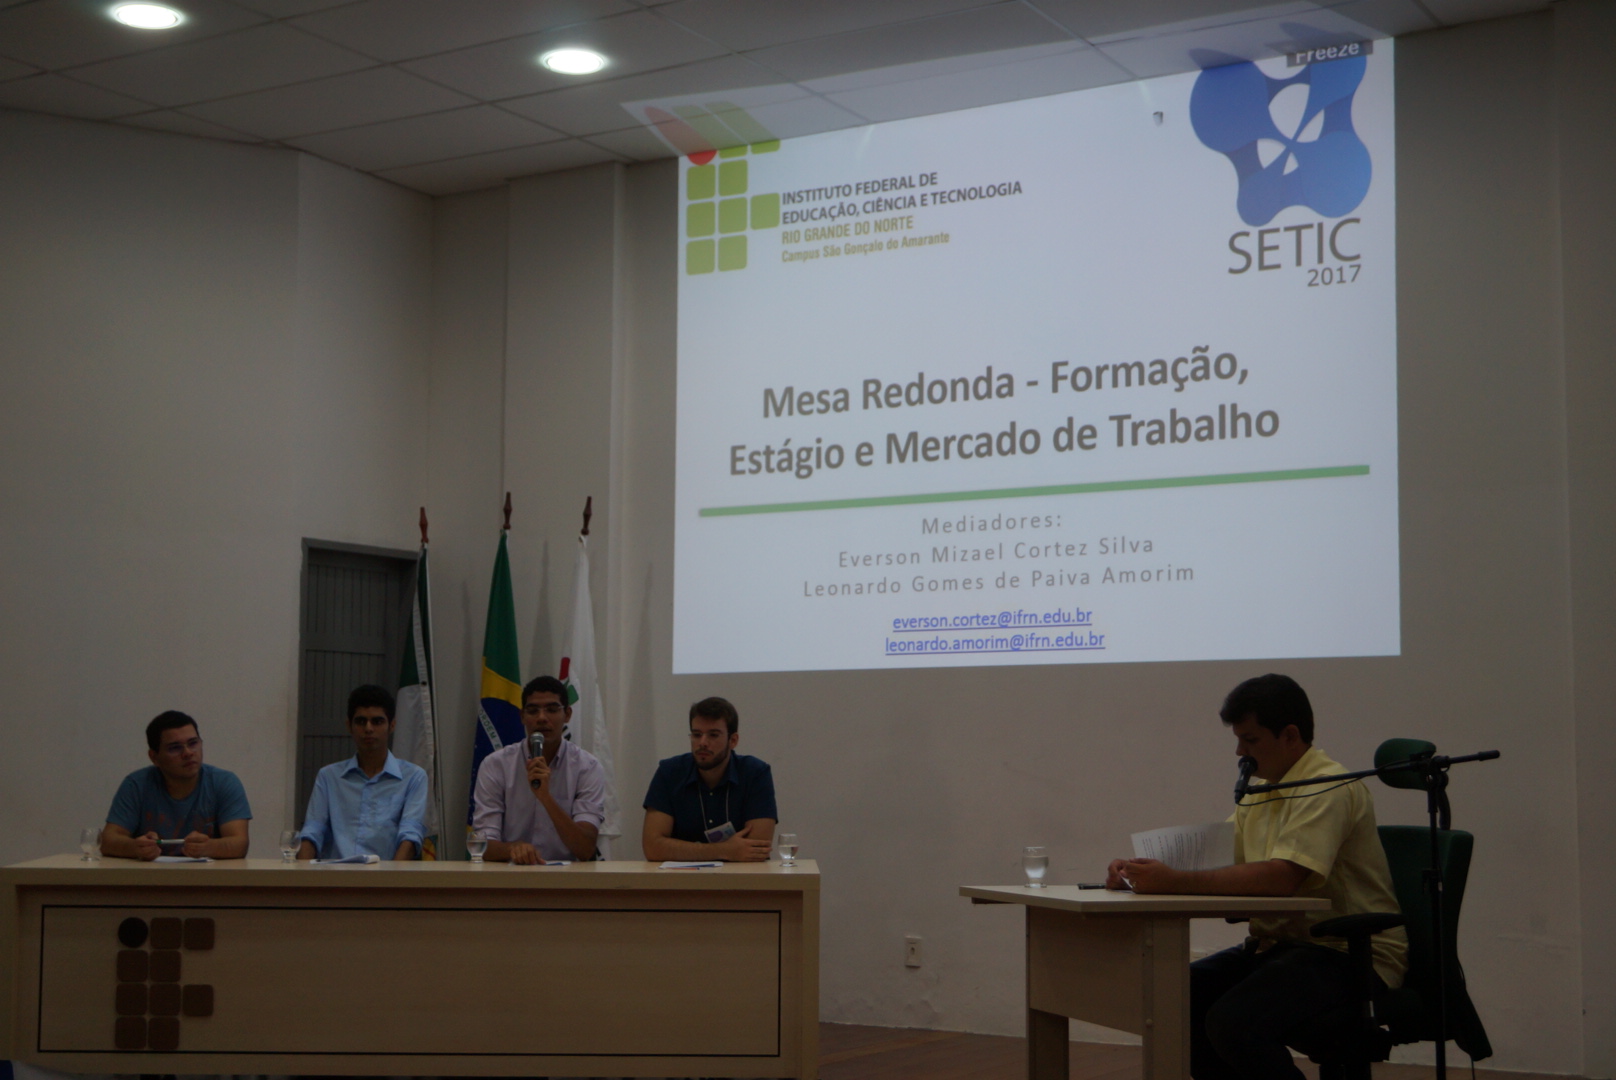 Freeze
INSTITUTO FEDERAL DE
EDUCAÇÃO, CIÊNCIA E TECNOLOGIA
RIO GRANDE DO NORTE
Campus São Gonçalo do Amarante
SETIC
2017
Mesa Redonda - Formação,
Estágio e Mercado de Trabalho
Mediadores:
Everson Mizael Cortez Silva
Leonardo Gomes de Paiva Amorim
everson.cortez@ifrn.edu.br
leonardo.amorim@ifrn.edu.br